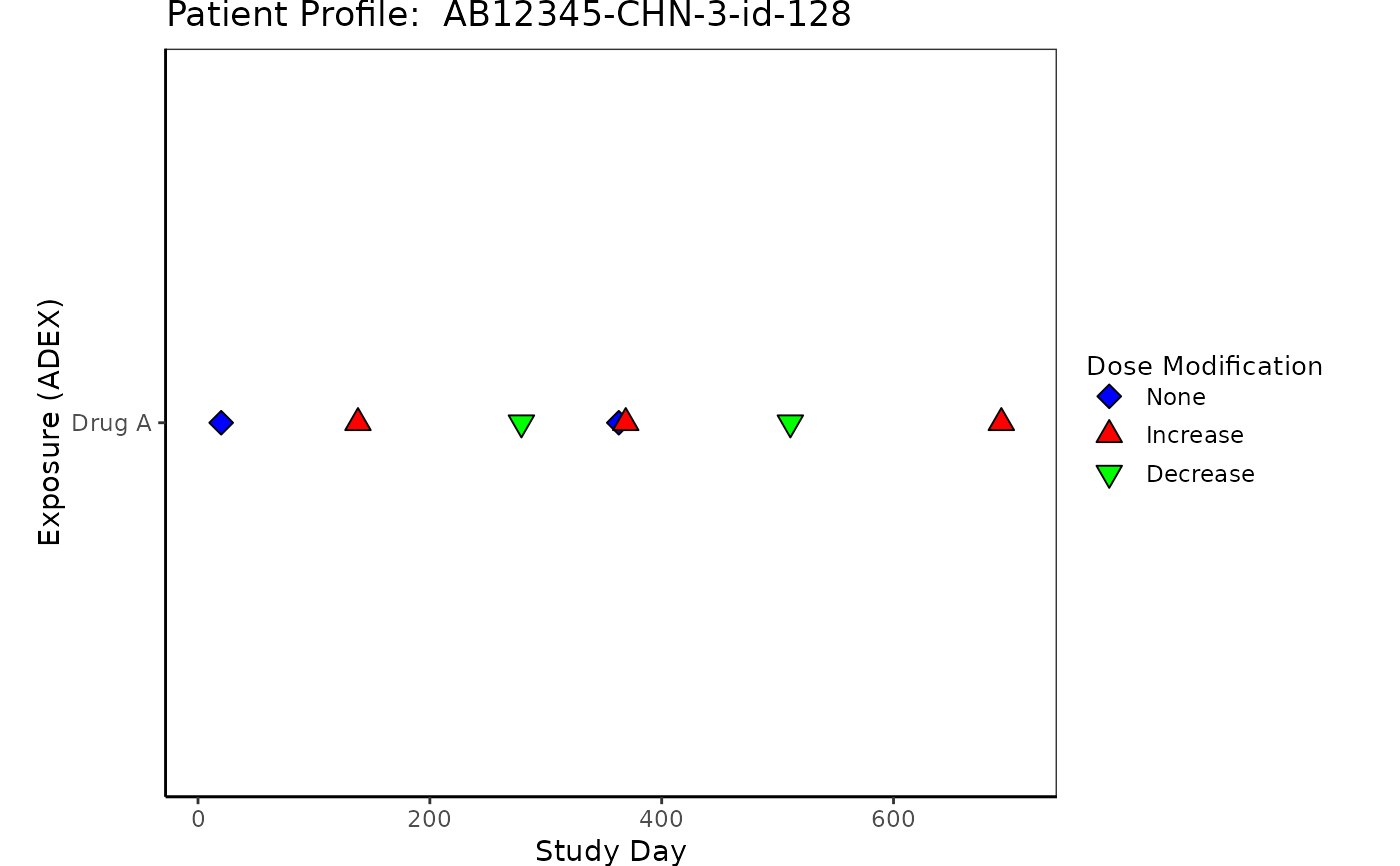 Patient Profile:  AB12345-CHN-3-id-128
Exposure (ADEX)
Drug A
0
200
400
600
Study Day
Dose Modification
None
Increase
Decrease